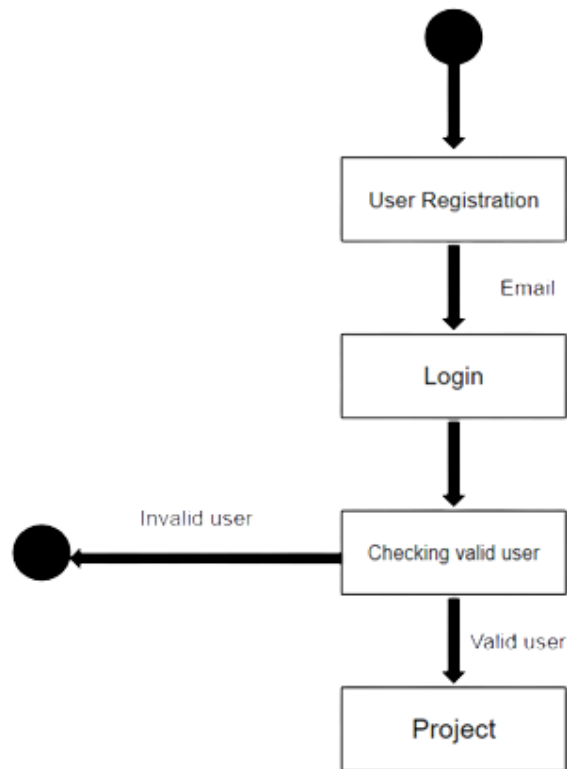 User Registration
Email
Login
Invalid user
Checking valid user
Valid user
Project